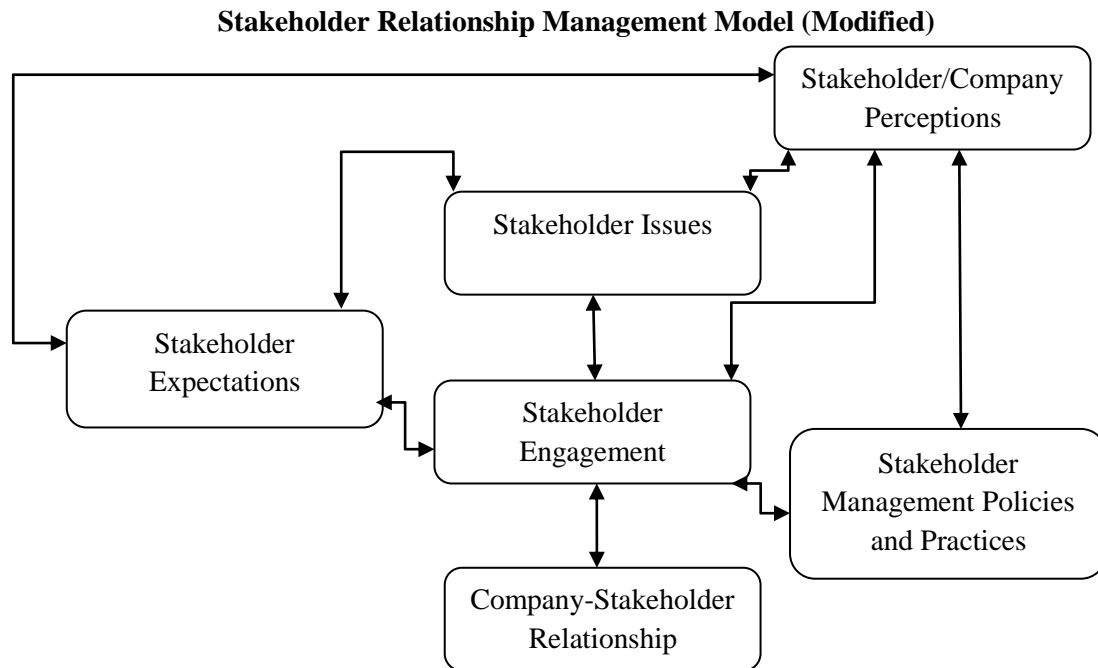 Stakeholder Relationship Management Model (Modified)
Stakeholder/Company
Perceptions
Stakeholder Issues
Stakeholder
Expectations
Stakeholder
Engagement
Stakeholder
Management Policies
and Practices
Company-Stakeholder
Relationship